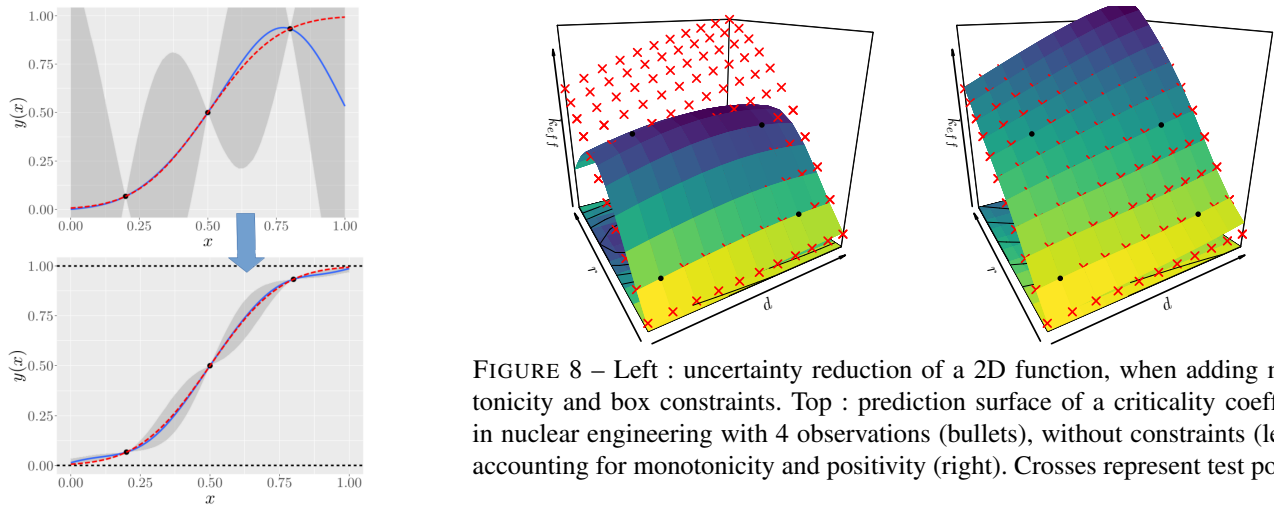 1.00
0.75
0.50
0.25
0.00
y(x)
0.00 0.25 0.50 0.75 1.00
x
1.00
0.75
0.50
0.25
0.00
y(x)
0.00 0.25 0.50 0.75 1.00
x
k_eff
r
d
k_eff
r
d
FIGURE 8 – Left : uncertainty reduction of a 2D function, when adding
tonicity and box constraints. Top : prediction surface of a criticality coeff
in nuclear engineering with 4 observations (bullets), without constraints
accounting for monotonicity and positivity (right). Crosses represent test